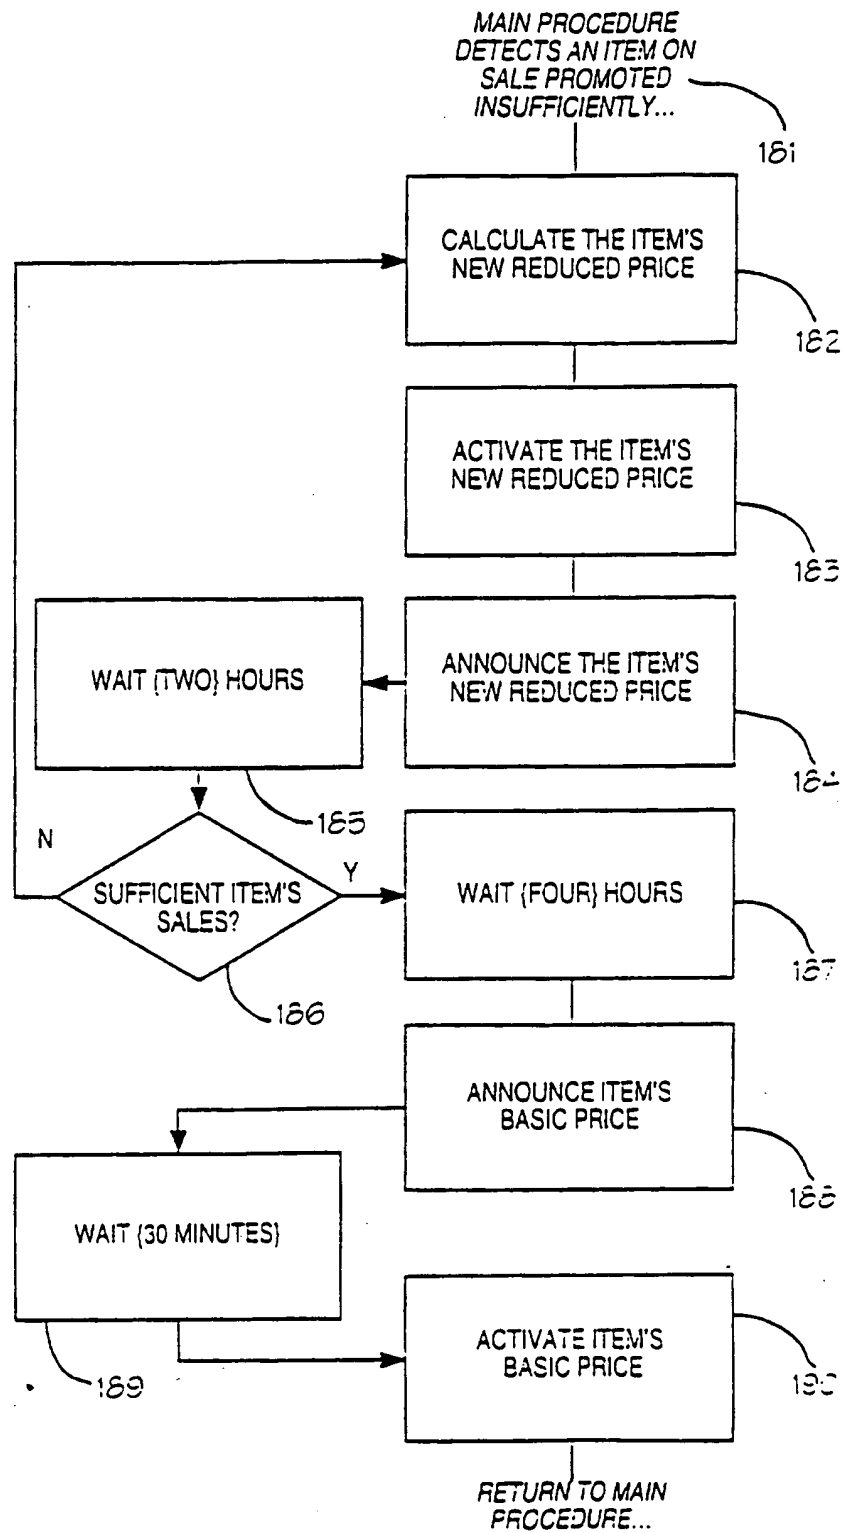 MAIN PROCEDURE
DETECTS AN ITEM ON
SALE PROMOTED
INSUFFICIENTLY...
181
CALCULATE THE ITEM'S
NEW REDUCED PRICE
182
ACTIVATE THE ITEM'S
NEW REDUCED PRICE
183
ANNOUNCE THE ITEM'S
NEW REDUCED PRICE
184
WAIT {TWO} HOURS
185
N
SUFFICIENT ITEM'S
SALES?
Y
186
WAIT {FOUR} HOURS
187
ANNOUNCE ITEM'S
BASIC PRICE
188
WAIT {30 MINUTES}
189
ACTIVATE ITEM'S
BASIC PRICE
190
RETURN TO MAIN
PROCEDURE...